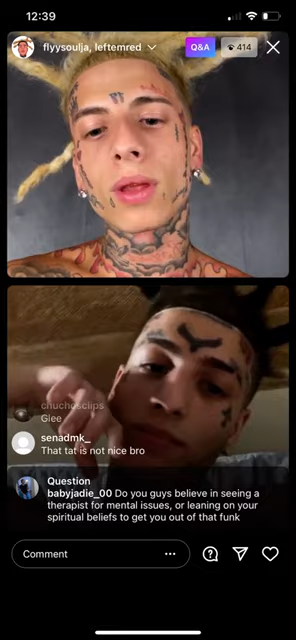 12:39
flyysoulja, leftemred
Q&A
414
chuchosclips
Glee
senadmk_
That tat is not nice bro
Question
babyjadie_00 Do you guys believe in seeing a
therapist for mental issues, or leaning on your
spiritual beliefs to get you out of that funk
Comment